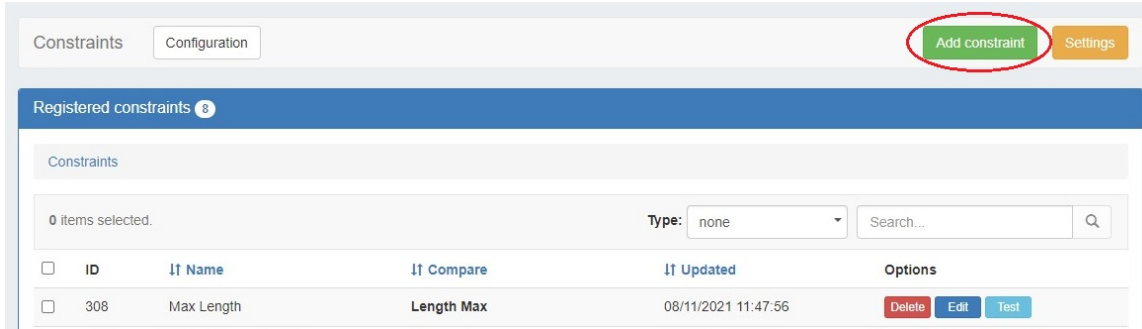 Constraints Configuration Add constraint Settings
Registered constraints 8
Constraints
0 items selected. Type: none Search...
ID Name Compare Updated Options
308 Max Length Length Max 08/11/2021 11:47:56 Delete Edit Test